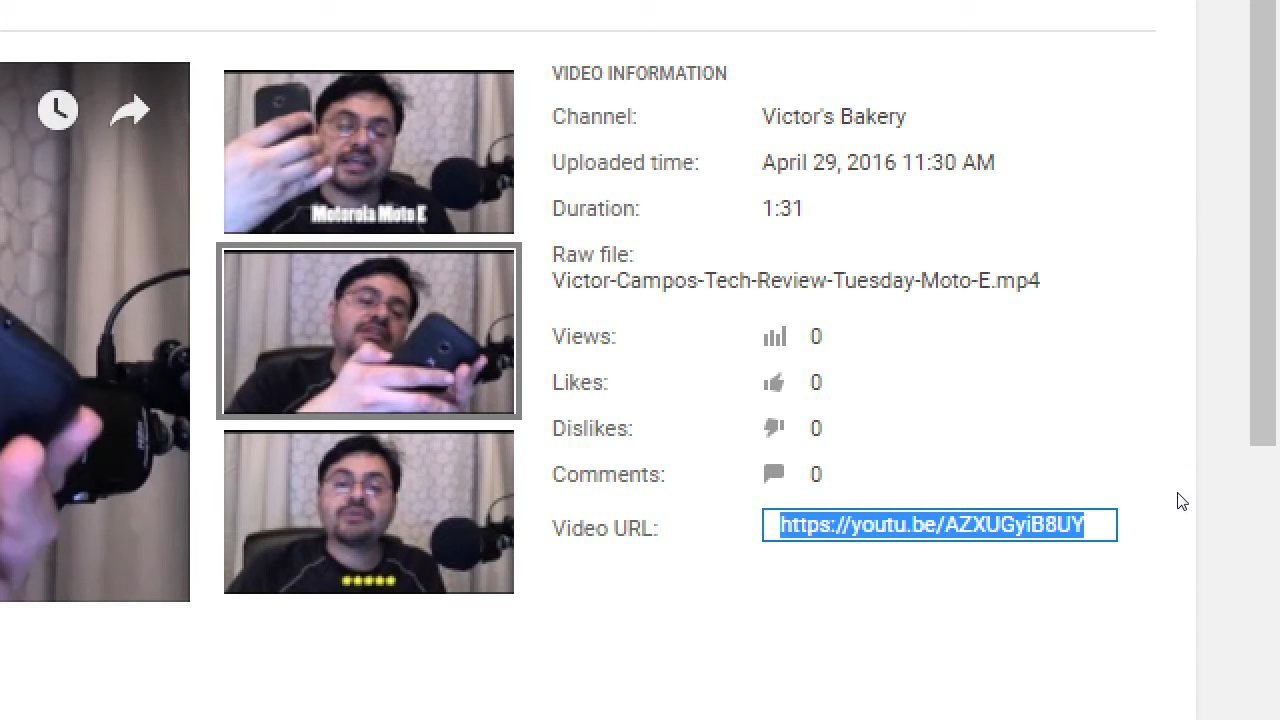 Motorola Moto E
VIDEO INFORMATION
Channel: Victor's Bakery
Uploaded time: April 29, 2016 11:30 AM
Duration: 1:31
Raw file:
Victor-Campos-Tech-Review-Tuesday-Moto-E.mp4
Views: 0
Likes: 0
Dislikes: 0
Comments: 0
Video URL: https://youtu.be/AZXUGyiB8UY